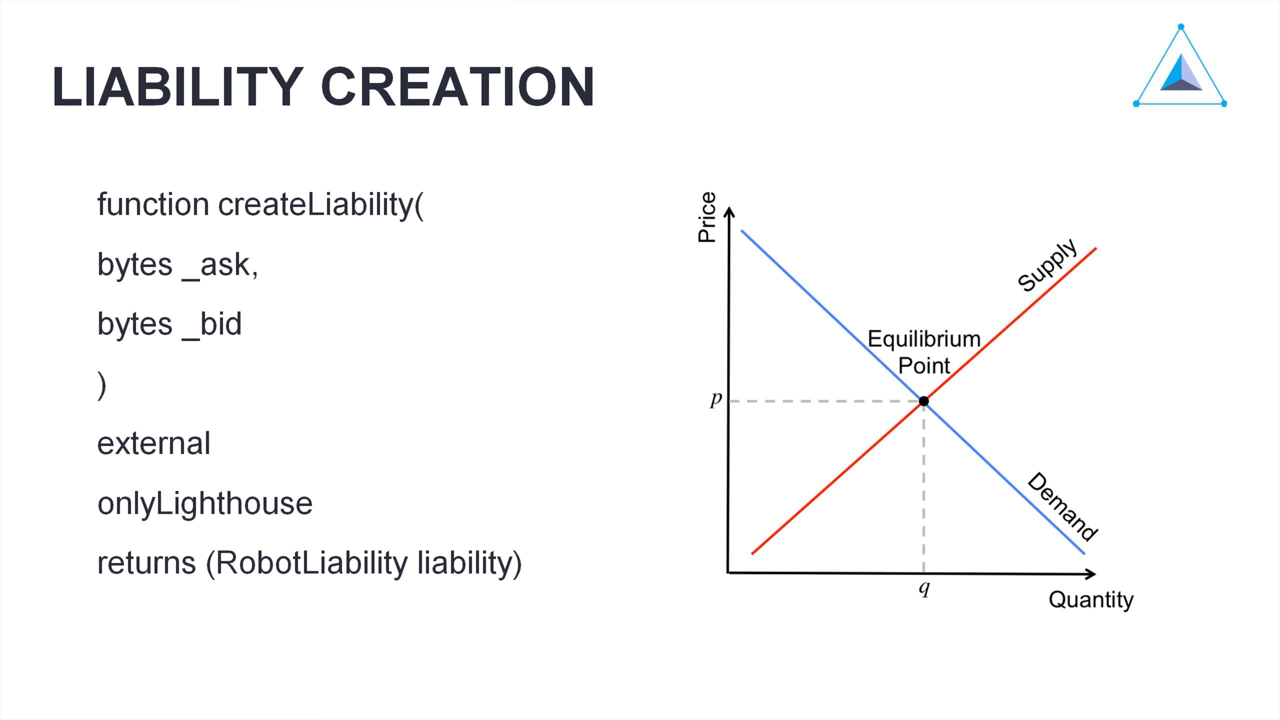 LIABILITY CREATION
function createLiability(
bytes _ask,
bytes _bid
)
external
onlyLighthouse
returns (RobotLiability liability)
Price
Supply
Equilibrium
Point
p
Demand
q
Quantity